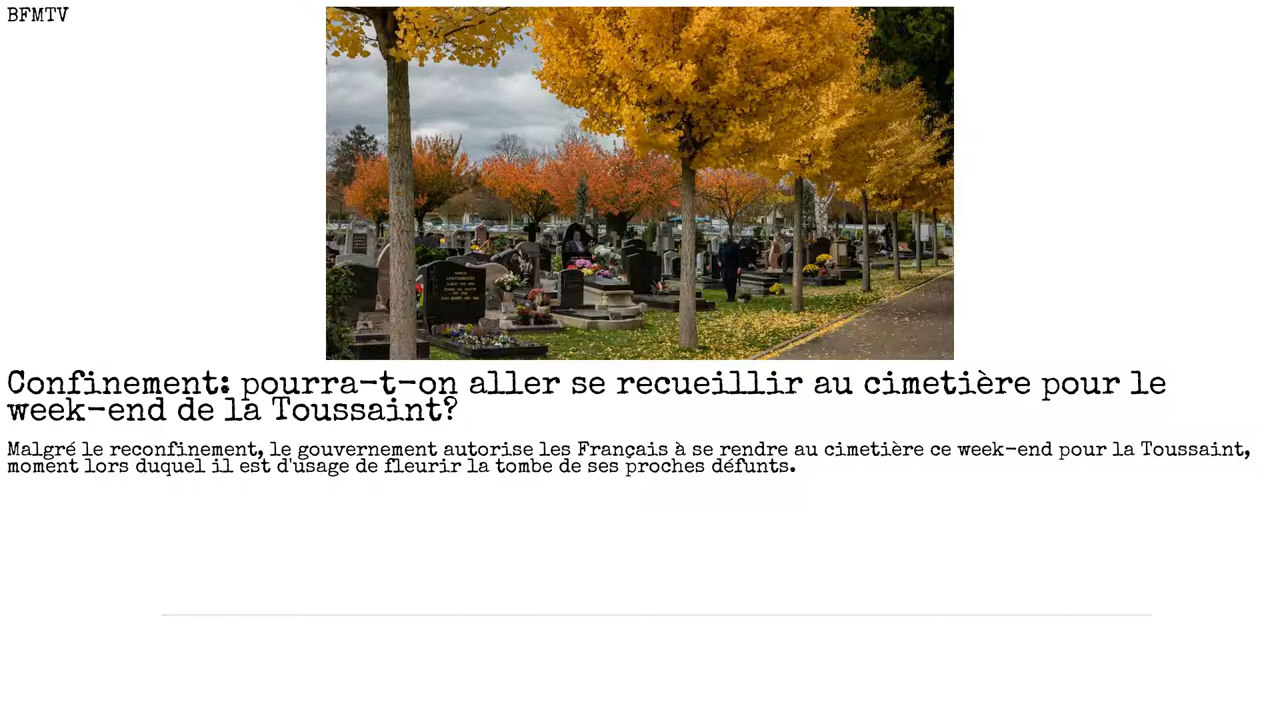 BFMTV
Confinement: pourra-t-on aller se recueillir au cimetière pour le
week-end de la Toussaint?
Malgré le reconfinement, le gouvernement autorise les Français à se rendre au cimetière ce week-end pour la Toussaint,
moment lors duquel il est d'usage de fleurir la tombe de ses proches défunts.